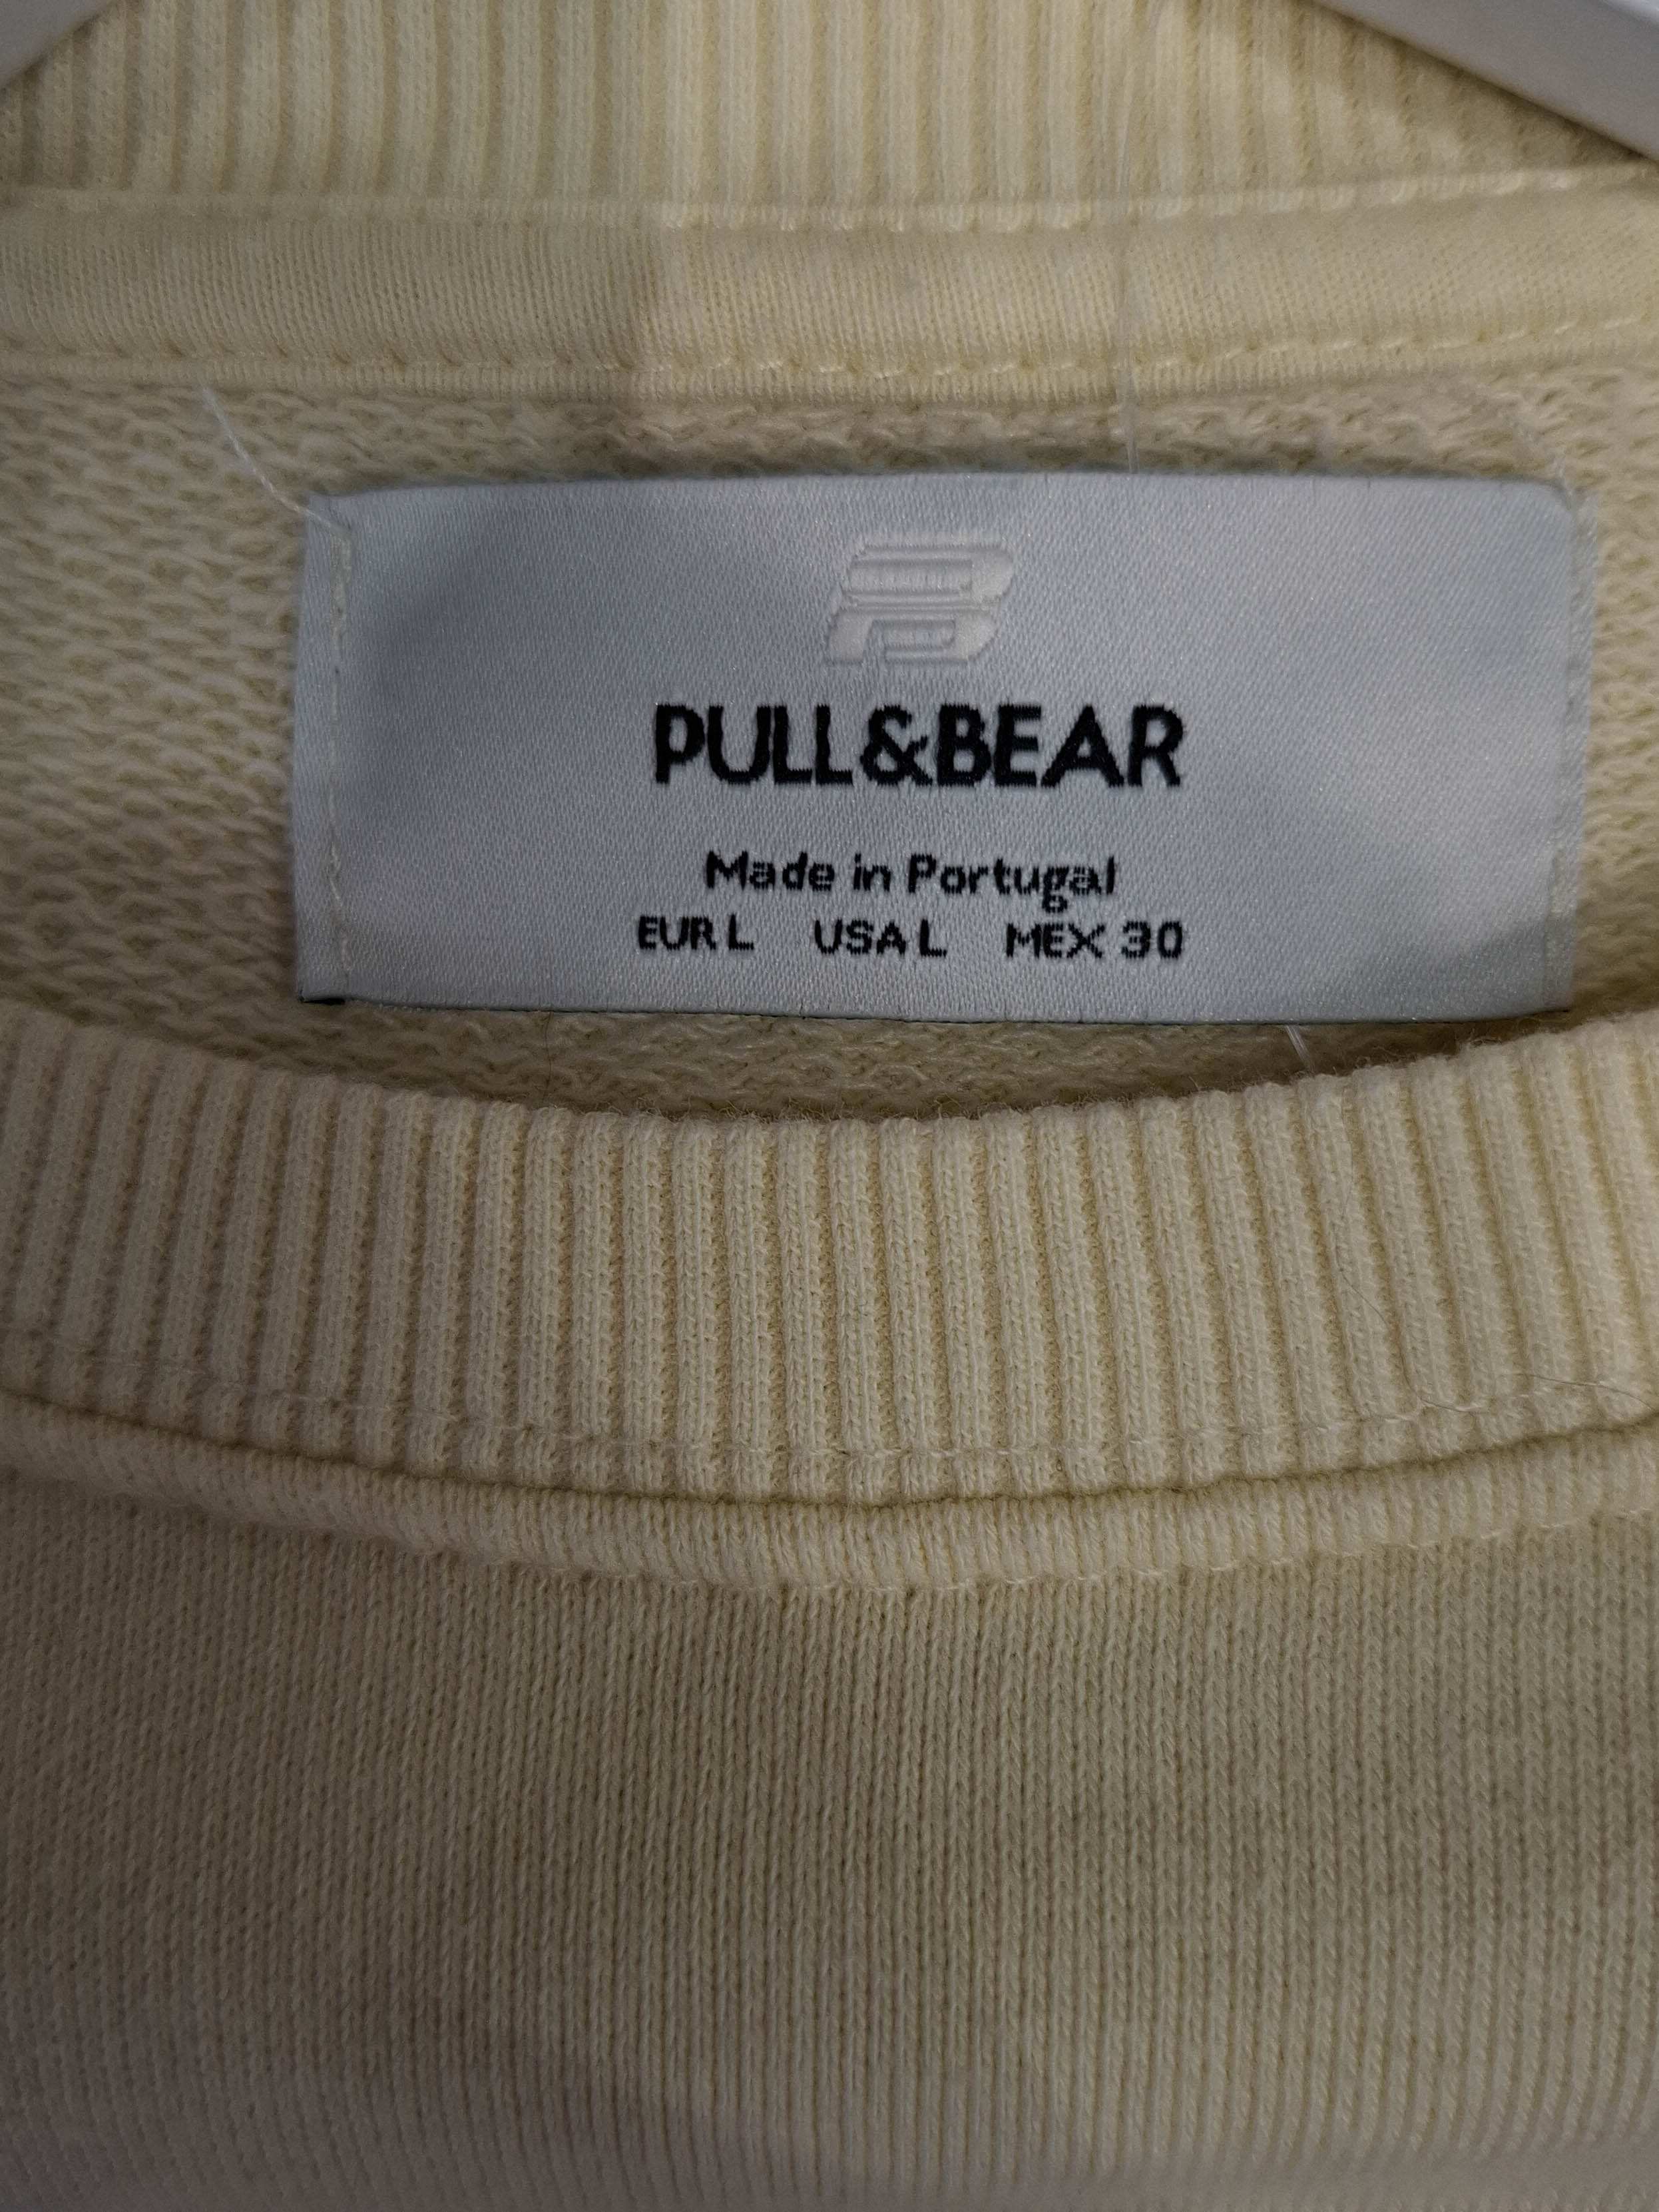 PULL&BEAR
Made in Portugal
EUR L USA L MEX 30